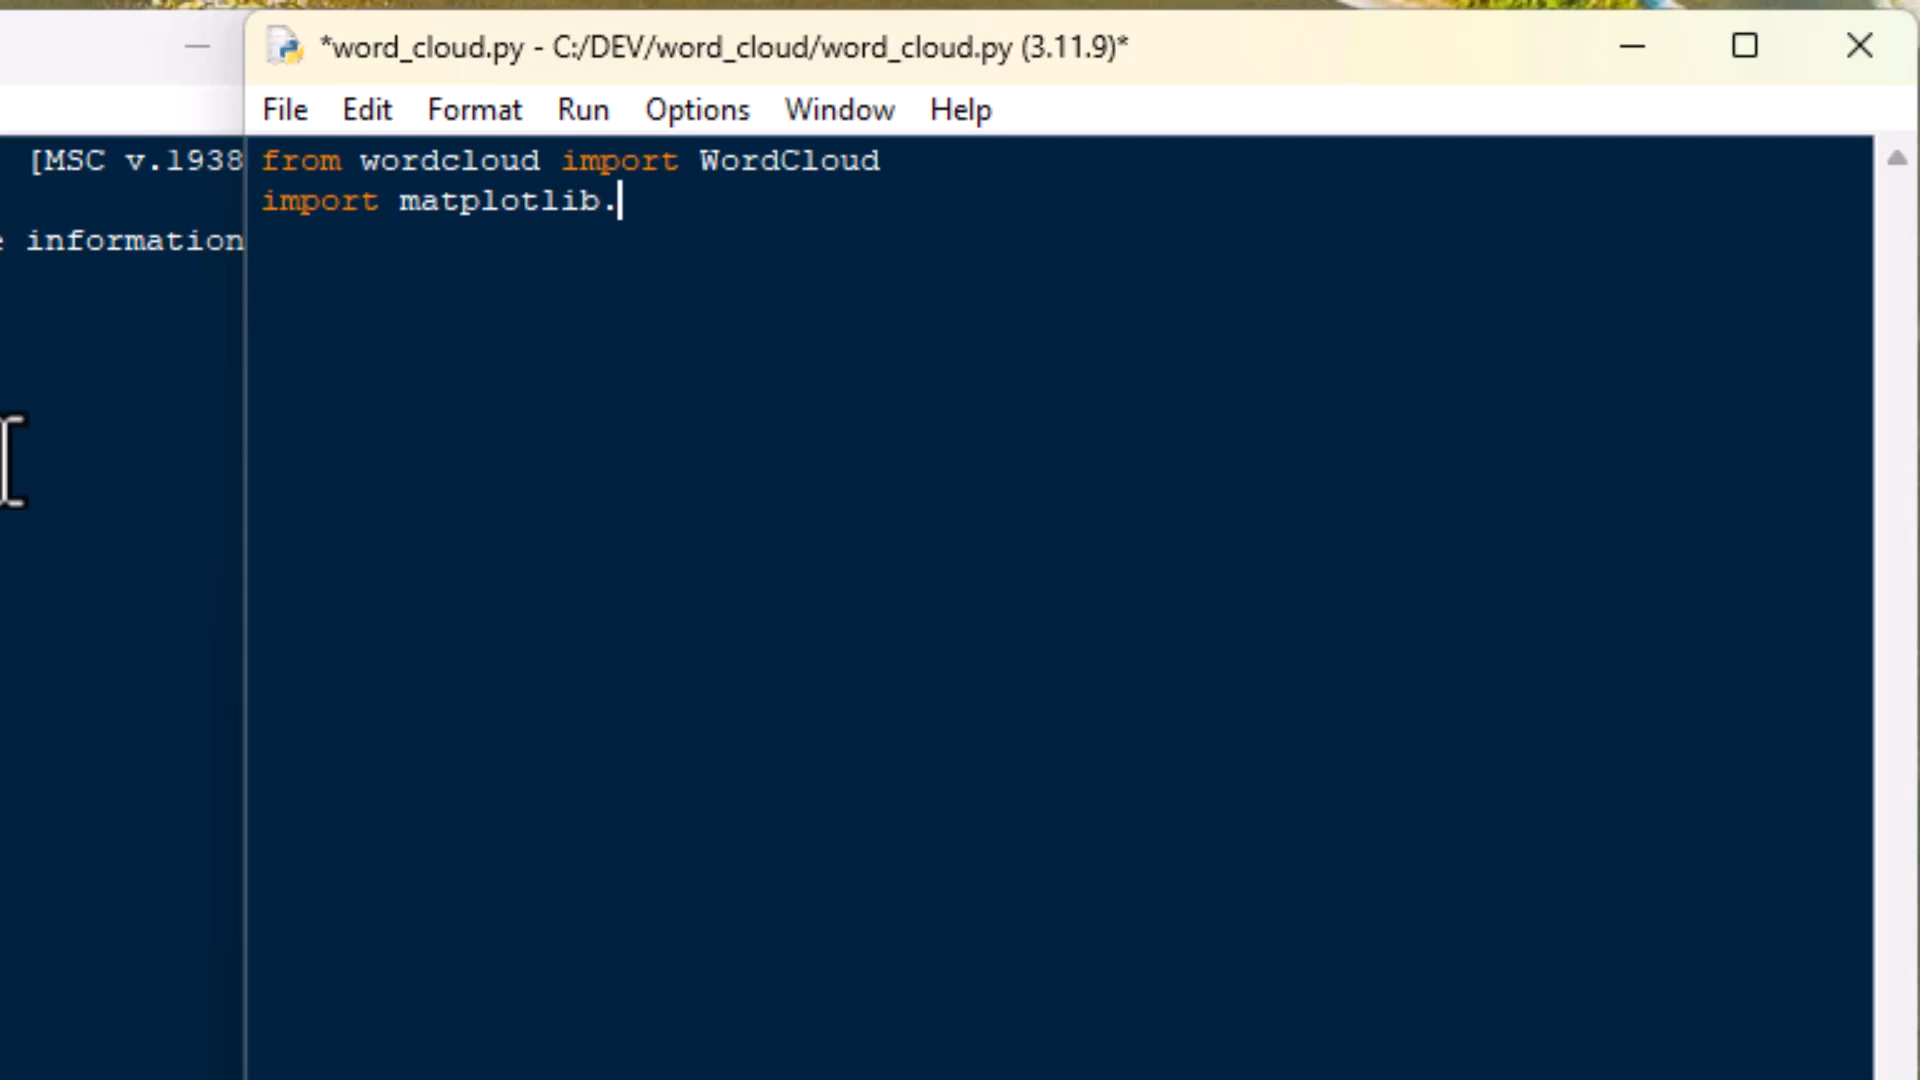 *word_cloud.py - C:/DEV/word_cloud/word_cloud.py (3.11.9)*
File Edit Format Run Options Window Help
[MSC v.1938
information
from wordcloud import WordCloud
import matplotlib.